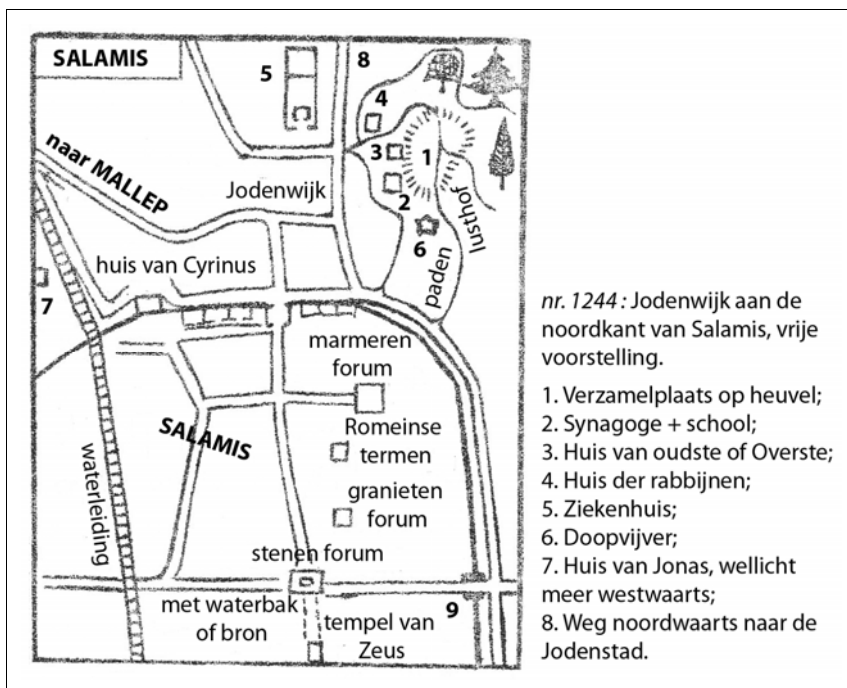 SALAMIS
5
8
4
naar MALLEP
3
1
Jodenwijk
2
lusthof
6
paden
huis van Cyrinus
7
marmeren
forum
SALAMIS
Romeinse
termen
waterleiding
granieten
forum
stenen forum
met waterbak
of bron
9
tempel van
Zeus
nr. 1244 : Jodenwijk aan de
noordkant van Salamis, vrije
voorstelling.
1. Verzamelplaats op heuvel;
2. Synagoge + school;
3. Huis van oudste of Overste;
4. Huis der rabbijnen;
5. Ziekenhuis;
6. Doopvijver;
7. Huis van Jonas, wellicht
meer westwaarts;
8. Weg noordwaarts naar de
Jodenstad.